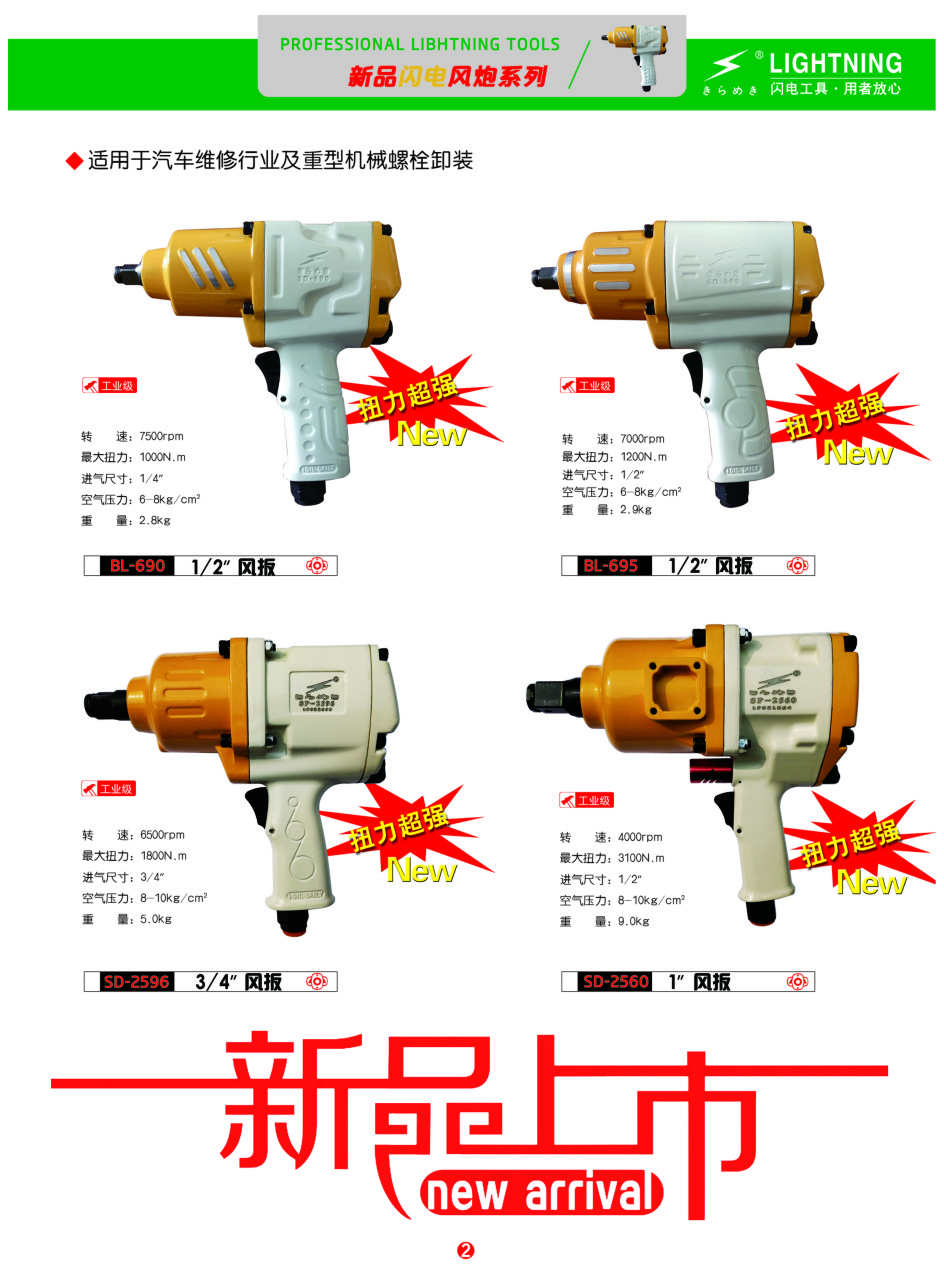 PROFESSIONAL LIBHTNING TOOLS
新品闪电风炮系列
® LIGHTNING
きらめき 闪电工具·用者放心
◆ 适用于汽车维修行业及重型机械螺栓卸装
SD-690
工业级
扭力超强
New
转 速：7500rpm
最大扭力：1000N.m
进气尺寸：1/4″
空气压力：6-8kg/cm²
重 量：2.8kg
BL-690 1/2″ 风扳
工业级
扭力超强
New
转 速：7000rpm
最大扭力：1200N.m
进气尺寸：1/2″
空气压力：6-8kg/cm²
重 量：2.9kg
BL-695 1/2″ 风扳
SF-2596
工业级
扭力超强
New
转 速：6500rpm
最大扭力：1800N.m
进气尺寸：3/4″
空气压力：8-10kg/cm²
重 量：5.0kg
SD-2596 3/4″ 风扳
SF-2560
工业级
扭力超强
New
转 速：4000rpm
最大扭力：3100N.m
进气尺寸：1/2″
空气压力：8-10kg/cm²
重 量：9.0kg
SD-2560 1″ 风扳
新品上市
new arrival
2